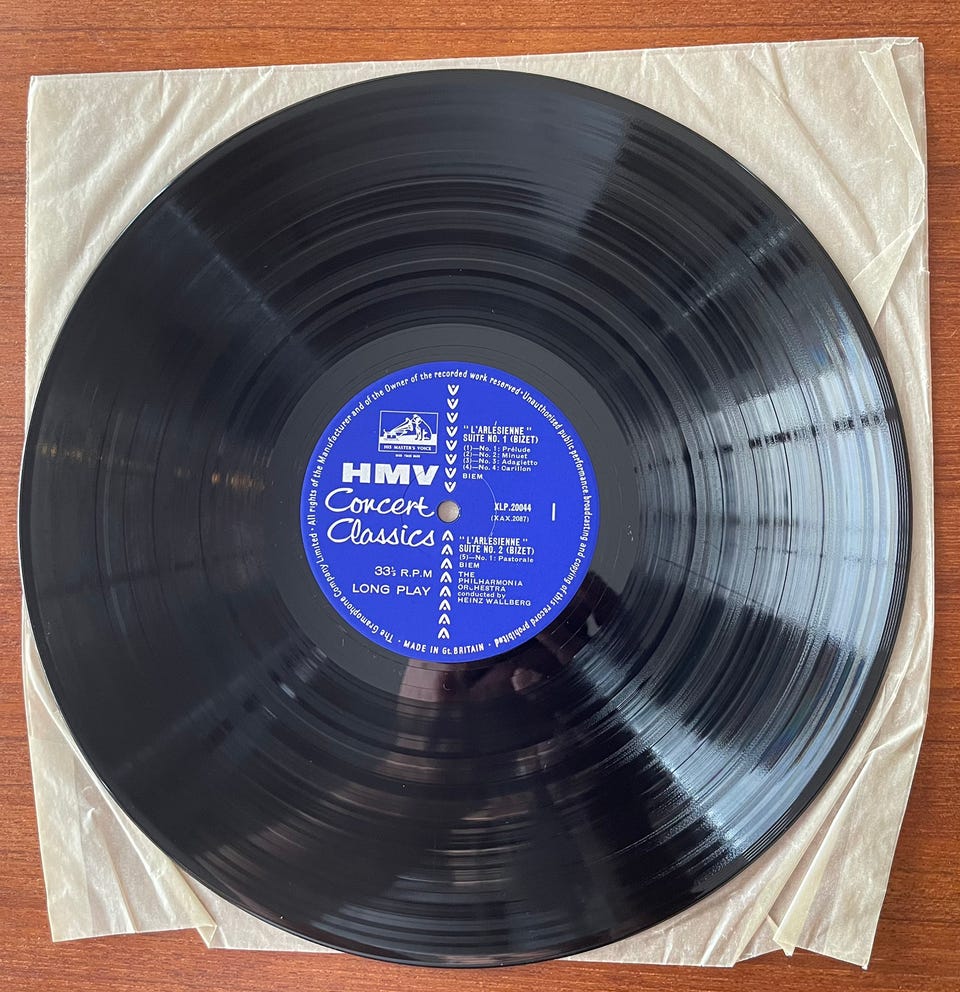 The Gramophone Company Limited · All rights of the Manufacturer and of the Owner of the recorded work reserved · Unauthorised public performance broadcasting and copying of this record prohibited ·
HIS MASTER'S VOICE
HMV
Concert
Classics
33⅓ R.P.M
LONG PLAY
"L'ARLÉSIENNE"
SUITE NO. 1 (BIZET)
(1)—No. 1: Prélude
(2)—No. 2: Minuet
(3)—No. 3: Adagietto
(4)—No. 4: Carillon
BIEM
XLP.20044
(XAX.2087)
1
"L'ARLÉSIENNE"
SUITE NO. 2 (BIZET)
(5)—No. 1: Pastorale
BIEM
THE
PHILHARMONIA
ORCHESTRA
conducted by
HEINZ WALLBERG
· MADE IN Gt. BRITAIN ·